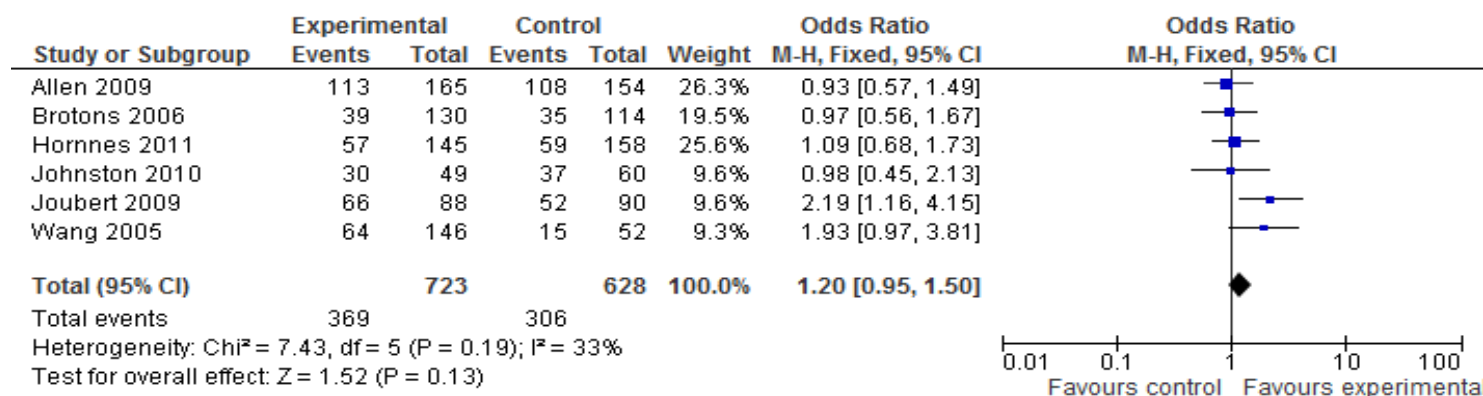 Experimental Control Odds Ratio Odds Ratio
Study or Subgroup Events Total Events Total Weight M-H, Fixed, 95% CI M-H, Fixed, 95% CI
Allen 2009 113 165 108 154 26.3% 0.93 [0.57, 1.49]
Brotons 2006 39 130 35 114 19.5% 0.97 [0.56, 1.67]
Hornnes 2011 57 145 59 158 25.6% 1.09 [0.68, 1.73]
Johnston 2010 30 49 37 60 9.6% 0.98 [0.45, 2.13]
Joubert 2009 66 88 52 90 9.6% 2.19 [1.16, 4.15]
Wang 2005 64 146 15 52 9.3% 1.93 [0.97, 3.81]
Total (95% CI) 723 628 100.0% 1.20 [0.95, 1.50]
Total events 369 306
Heterogeneity: Chi² = 7.43, df = 5 (P = 0.19); I² = 33%
Test for overall effect: Z = 1.52 (P = 0.13)
0.01 0.1 1 10 100
Favours control Favours experimental